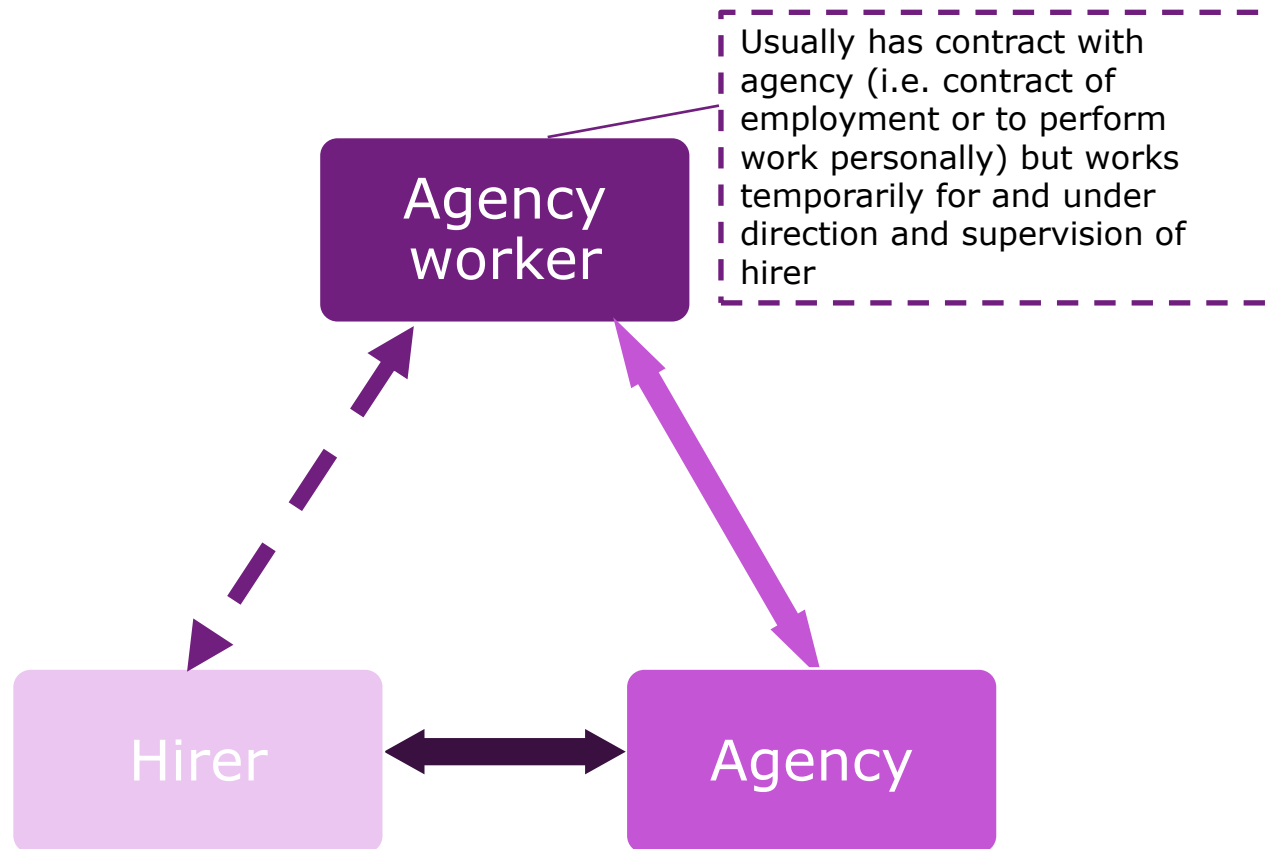 Usually has contract with
agency (i.e. contract of
employment or to perform
work personally) but works
temporarily for and under
direction and supervision of
hirer
Agency
worker
Hirer
Agency